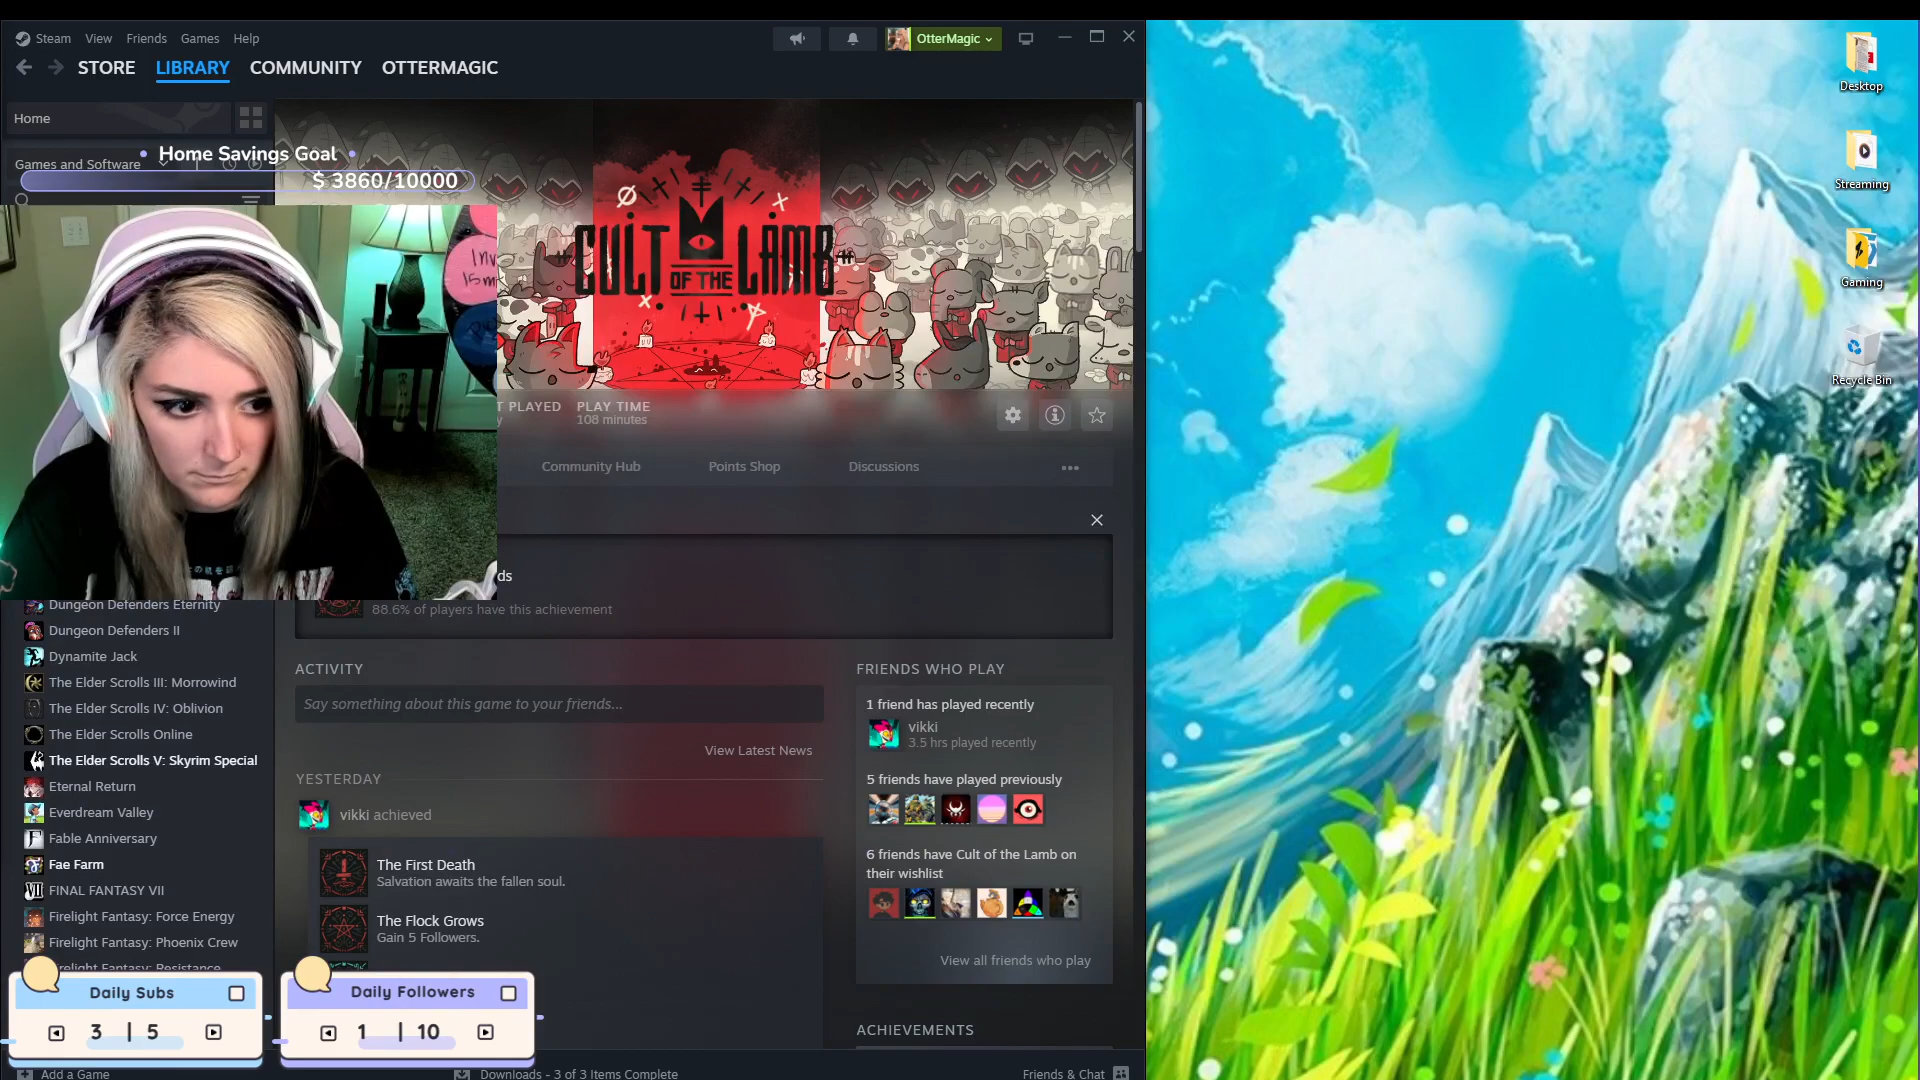 Steam View Friends Games Help
OtterMagic
STORE LIBRARY COMMUNITY OTTERMAGIC
Home
Games and Software
Home Savings Goal
$ 3860/10000
CULT OF THE LAMB
T PLAYED
PLAY TIME
108 minutes
Community Hub Points Shop Discussions
ds
88.6% of players have this achievement
Dungeon Defenders Eternity
Dungeon Defenders II
Dynamite Jack
The Elder Scrolls III: Morrowind
The Elder Scrolls IV: Oblivion
The Elder Scrolls Online
The Elder Scrolls V: Skyrim Special
Eternal Return
Everdream Valley
Fable Anniversary
Fae Farm
FINAL FANTASY VII
Firelight Fantasy: Force Energy
Firelight Fantasy: Phoenix Crew
Firelight Fantasy: Resistance
ACTIVITY
Say something about this game to your friends...
View Latest News
YESTERDAY
vikki achieved
The First Death
Salvation awaits the fallen soul.
The Flock Grows
Gain 5 Followers.
FRIENDS WHO PLAY
1 friend has played recently
vikki
3.5 hrs played recently
5 friends have played previously
6 friends have Cult of the Lamb on
their wishlist
View all friends who play
ACHIEVEMENTS
Daily Subs
3 | 5
Daily Followers
1 | 10
Add a Game
Downloads - 3 of 3 Items Complete
Friends & Chat
Desktop
Streaming
Gaming
Recycle Bin